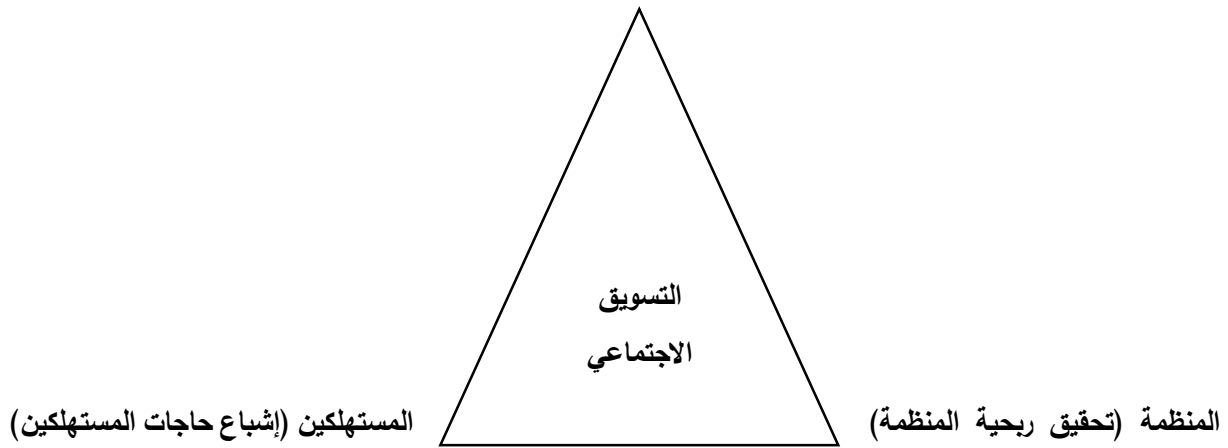 التسويق
الاجتماعي
المنظمة (تحقيق ربحية المنظمة)
المستهلكين (إشباع حاجات المستهلكين)